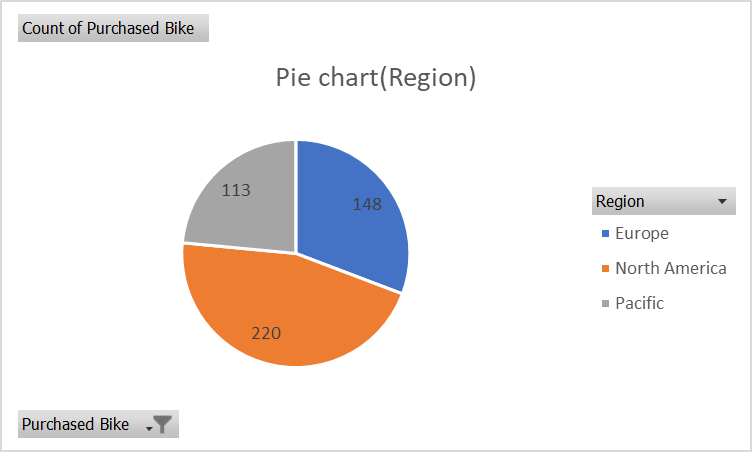 Count of Purchased Bike
Pie chart(Region)
113
148
220
Region
Europe
North America
Pacific
Purchased Bike